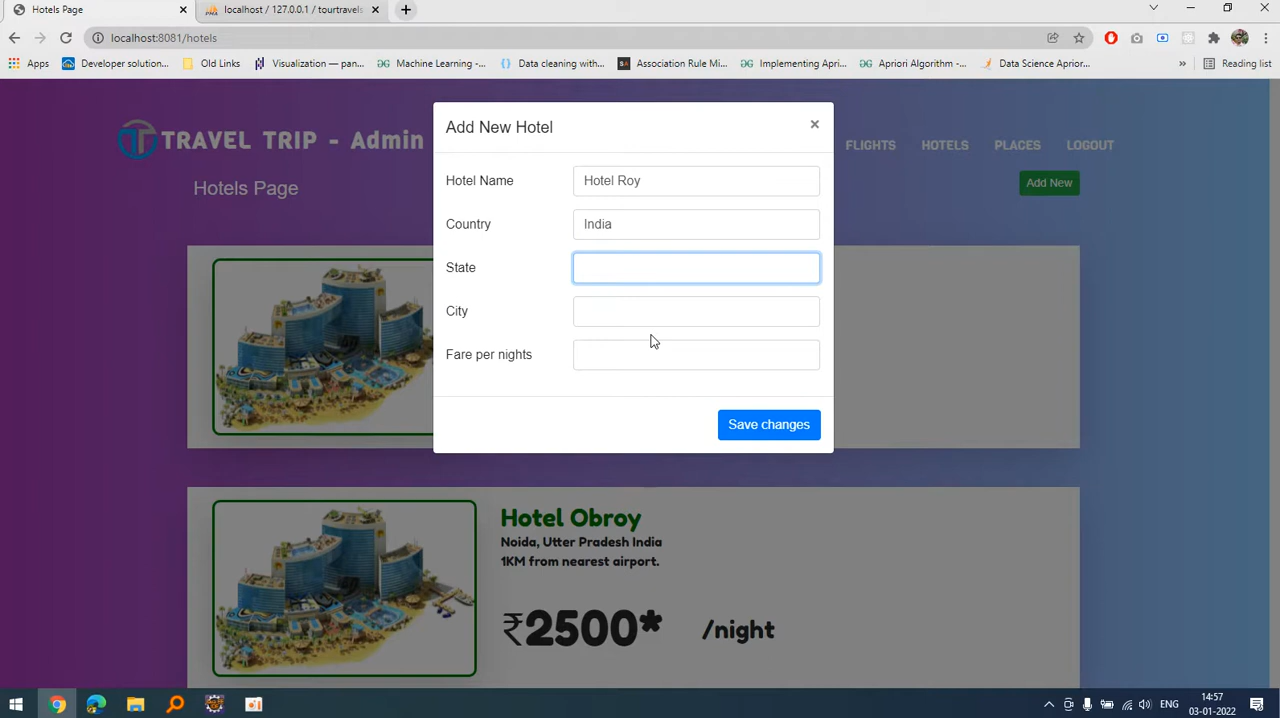 Hotels Page
localhost / 127.0.0.1 / tourtravels
localhost:8081/hotels
Apps
Developer solution...
Old Links
Visualization — pan...
Machine Learning -...
Data cleaning with...
Association Rule Mi...
Implementing Apri...
Apriori Algorithm -...
Data Science Aprior...
»
Reading list
TRAVEL TRIP - Admin
FLIGHTS
HOTELS
PLACES
LOGOUT
Hotels Page
Add New
Add New Hotel
×
Hotel Name
Hotel Roy
Country
India
State
City
Fare per nights
Save changes
Hotel Obroy
Noida, Utter Pradesh India
1KM from nearest airport.
₹2500* /night
ENG
14:57
03-01-2022